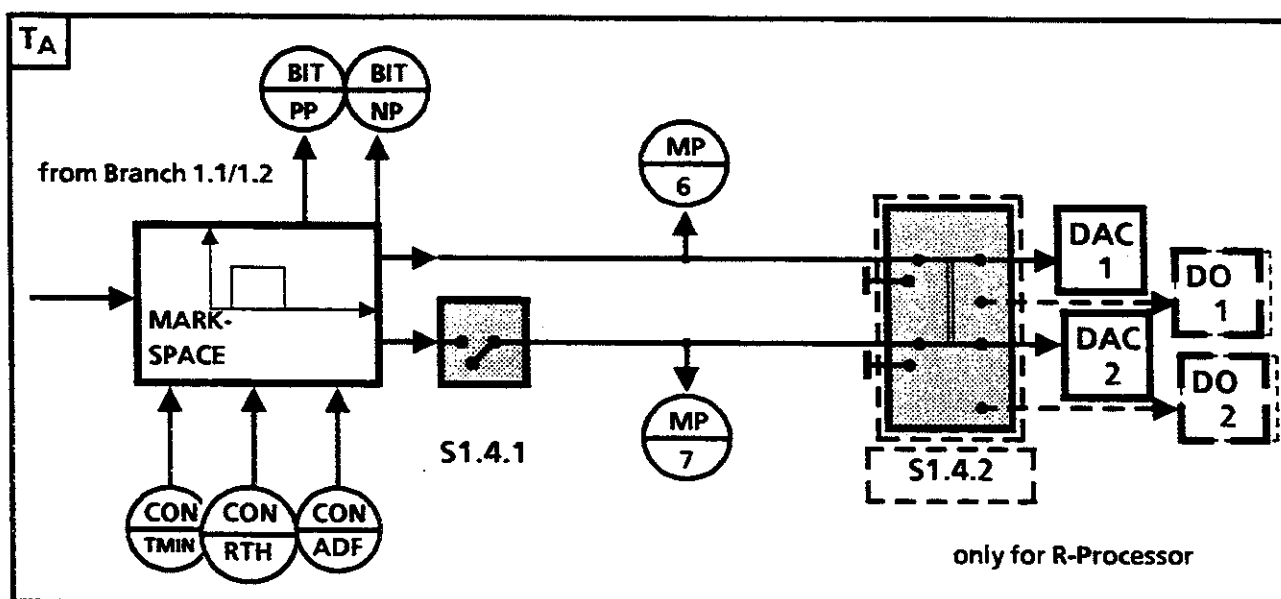 TA
BIT
PP
BIT
NP
from Branch 1.1/1.2
MP
6
DAC
1
DO
1
MARK-
SPACE
DAC
2
DO
2
S1.4.1
MP
7
S1.4.2
CON
TMIN
CON
RTH
CON
ADF
only for R-Processor